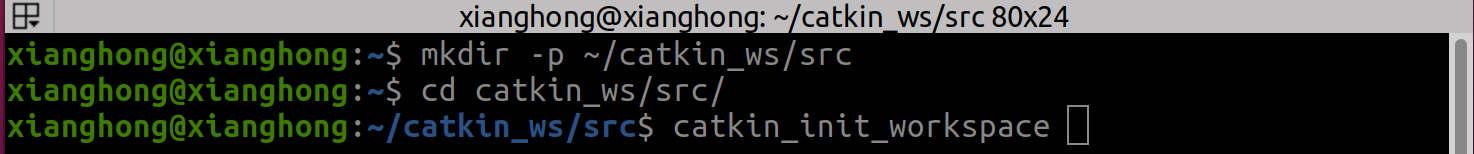 xianghong@xianghong: ~/catkin_ws/src 80x24
xianghong@xianghong:~$ mkdir -p ~/catkin_ws/src
xianghong@xianghong:~$ cd catkin_ws/src/
xianghong@xianghong:~/catkin_ws/src$ catkin_init_workspace